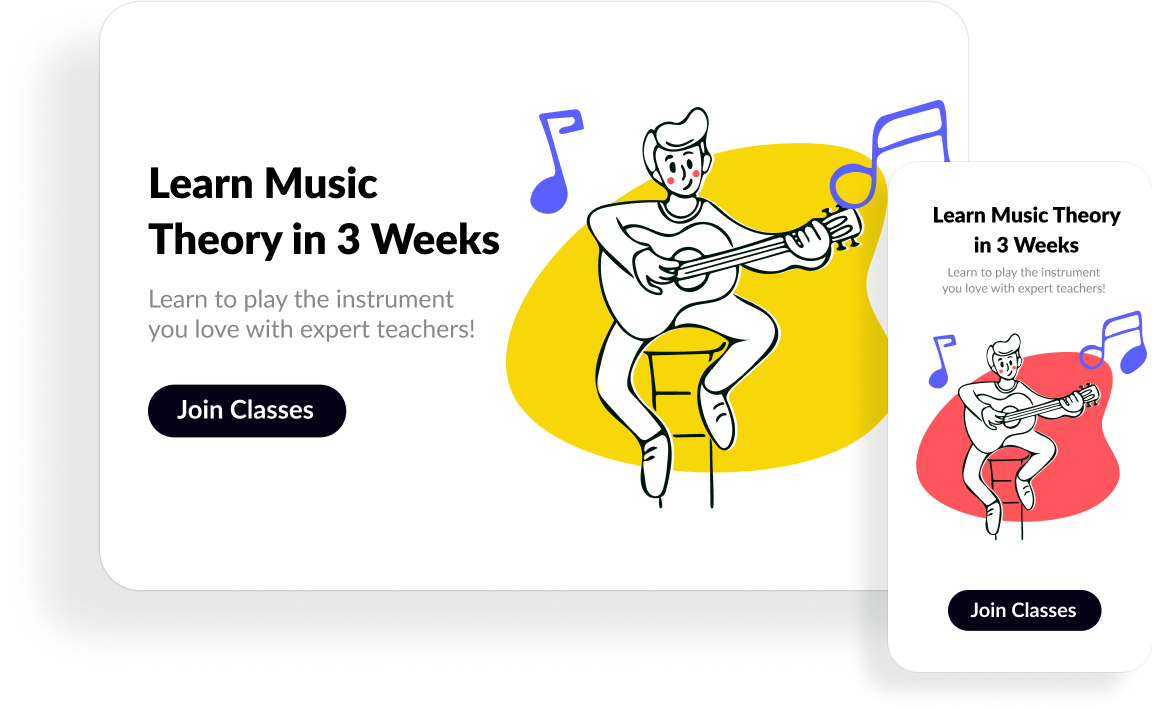 Learn Music
Theory in 3 Weeks
Learn to play the instrument
you love with expert teachers!
Join Classes
Learn Music Theory
in 3 Weeks
Learn to play the instrument
you love with expert teachers!
Join Classes